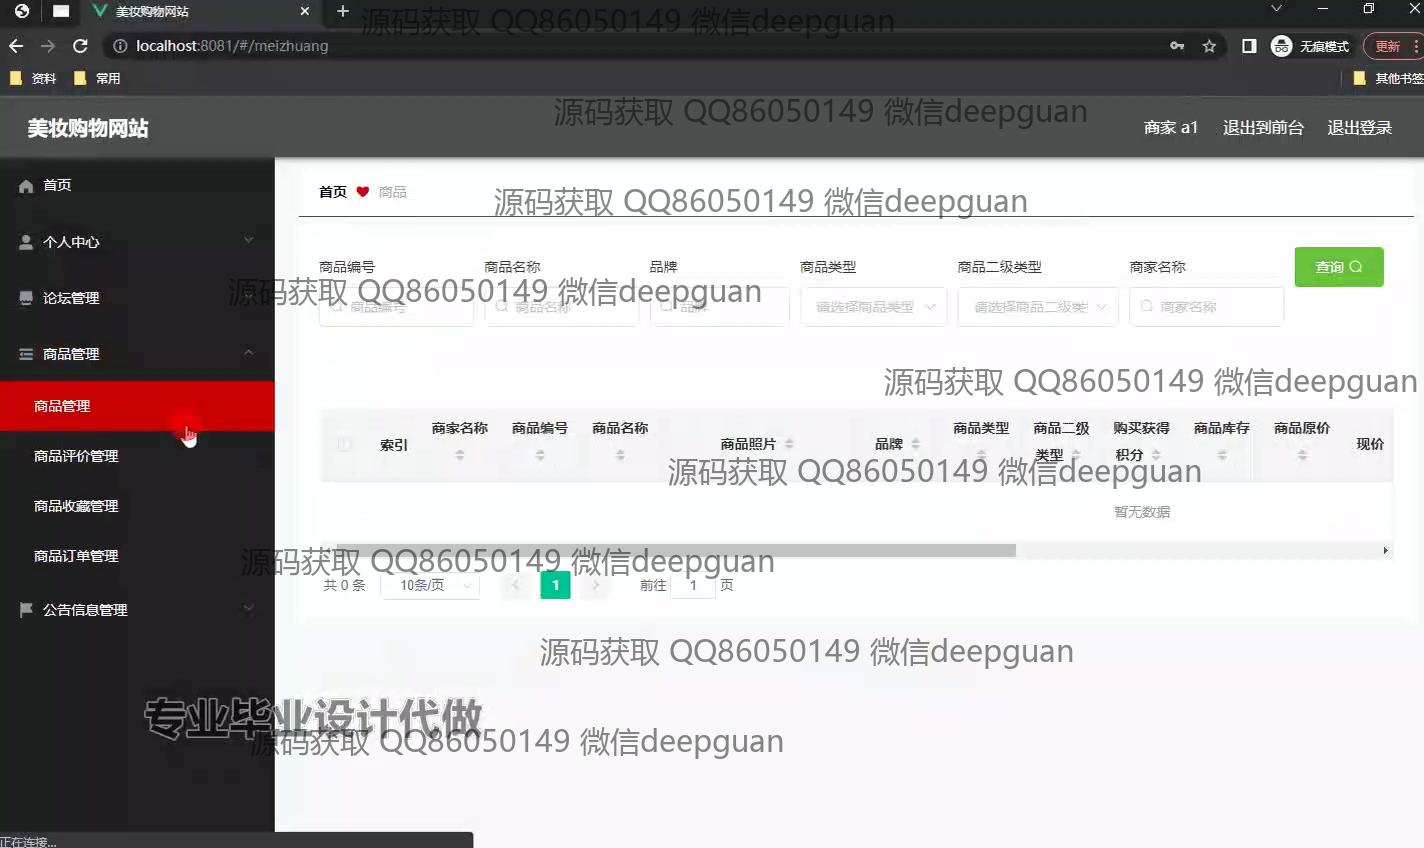 美妆购物网站
源码获取 QQ86050149 微信deepguan
localhost:8081/#/meizhuang
无痕模式
更新
资料
常用
其他书签
源码获取 QQ86050149 微信deepguan
美妆购物网站
商家 a1
退出到前台
退出登录
首页
首页
商品
源码获取 QQ86050149 微信deepguan
个人中心
商品编号
商品名称
品牌
商品类型
商品二级类型
商家名称
查询
论坛管理
源码获取 QQ86050149 微信deepguan
商品编号
商品名称
品牌
请选择商品类型
请选择商品二级类
商家名称
商品管理
源码获取 QQ86050149 微信deepguan
商品管理
索引
商家名称
商品编号
商品名称
商品照片
品牌
商品类型
商品二级
类型
购买获得
积分
商品库存
商品原价
现价
商品评价管理
源码获取 QQ86050149 微信deepguan
商品收藏管理
暂无数据
商品订单管理
源码获取 QQ86050149 微信deepguan
共 0 条
10条/页
1
前往
1
页
公告信息管理
源码获取 QQ86050149 微信deepguan
专业毕业设计代做
源码获取 QQ86050149 微信deepguan
正在连接...